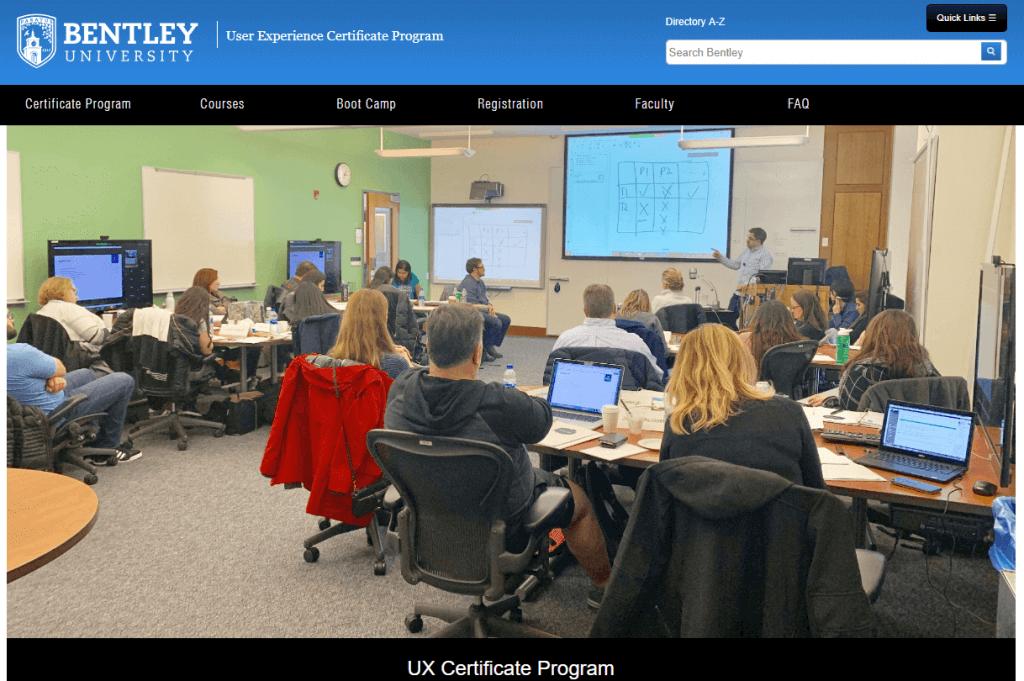 PARATUS
BENTLEY
UNIVERSITY
User Experience Certificate Program
Directory A-Z
Quick Links ☰
Search Bentley
Certificate Program
Courses
Boot Camp
Registration
Faculty
FAQ
P1 P2
T1
T2
UX Certificate Program